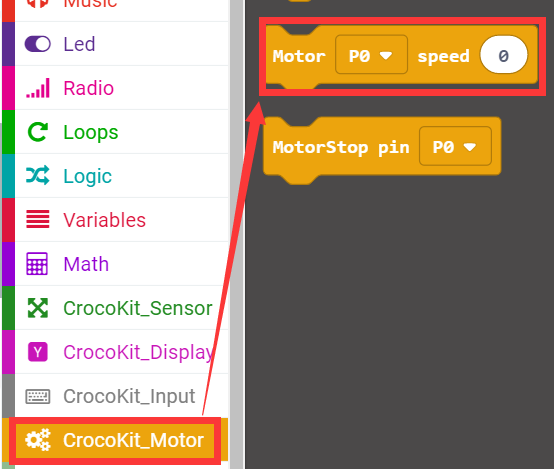 Music
Led
Radio
Loops
Logic
Variables
Math
CrocoKit_Sensor
Y CrocoKit_Display
CrocoKit_Input
CrocoKit_Motor
Motor P0 speed 0
MotorStop pin P0